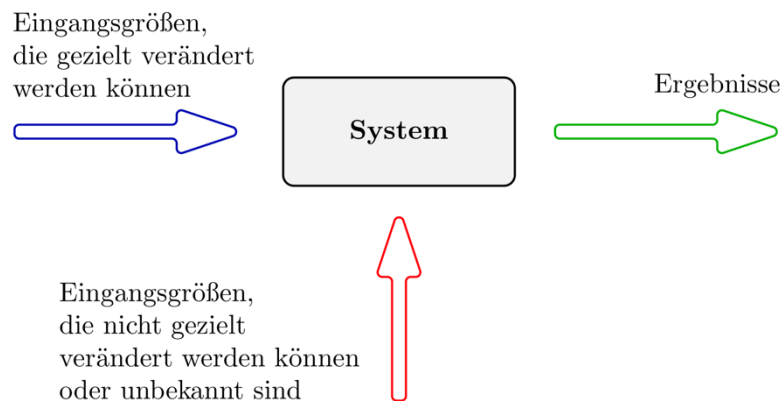 Eingangsgrößen,
die gezielt verändert
werden können
Ergebnisse
System
Eingangsgrößen,
die nicht gezielt
verändert werden können
oder unbekannt sind